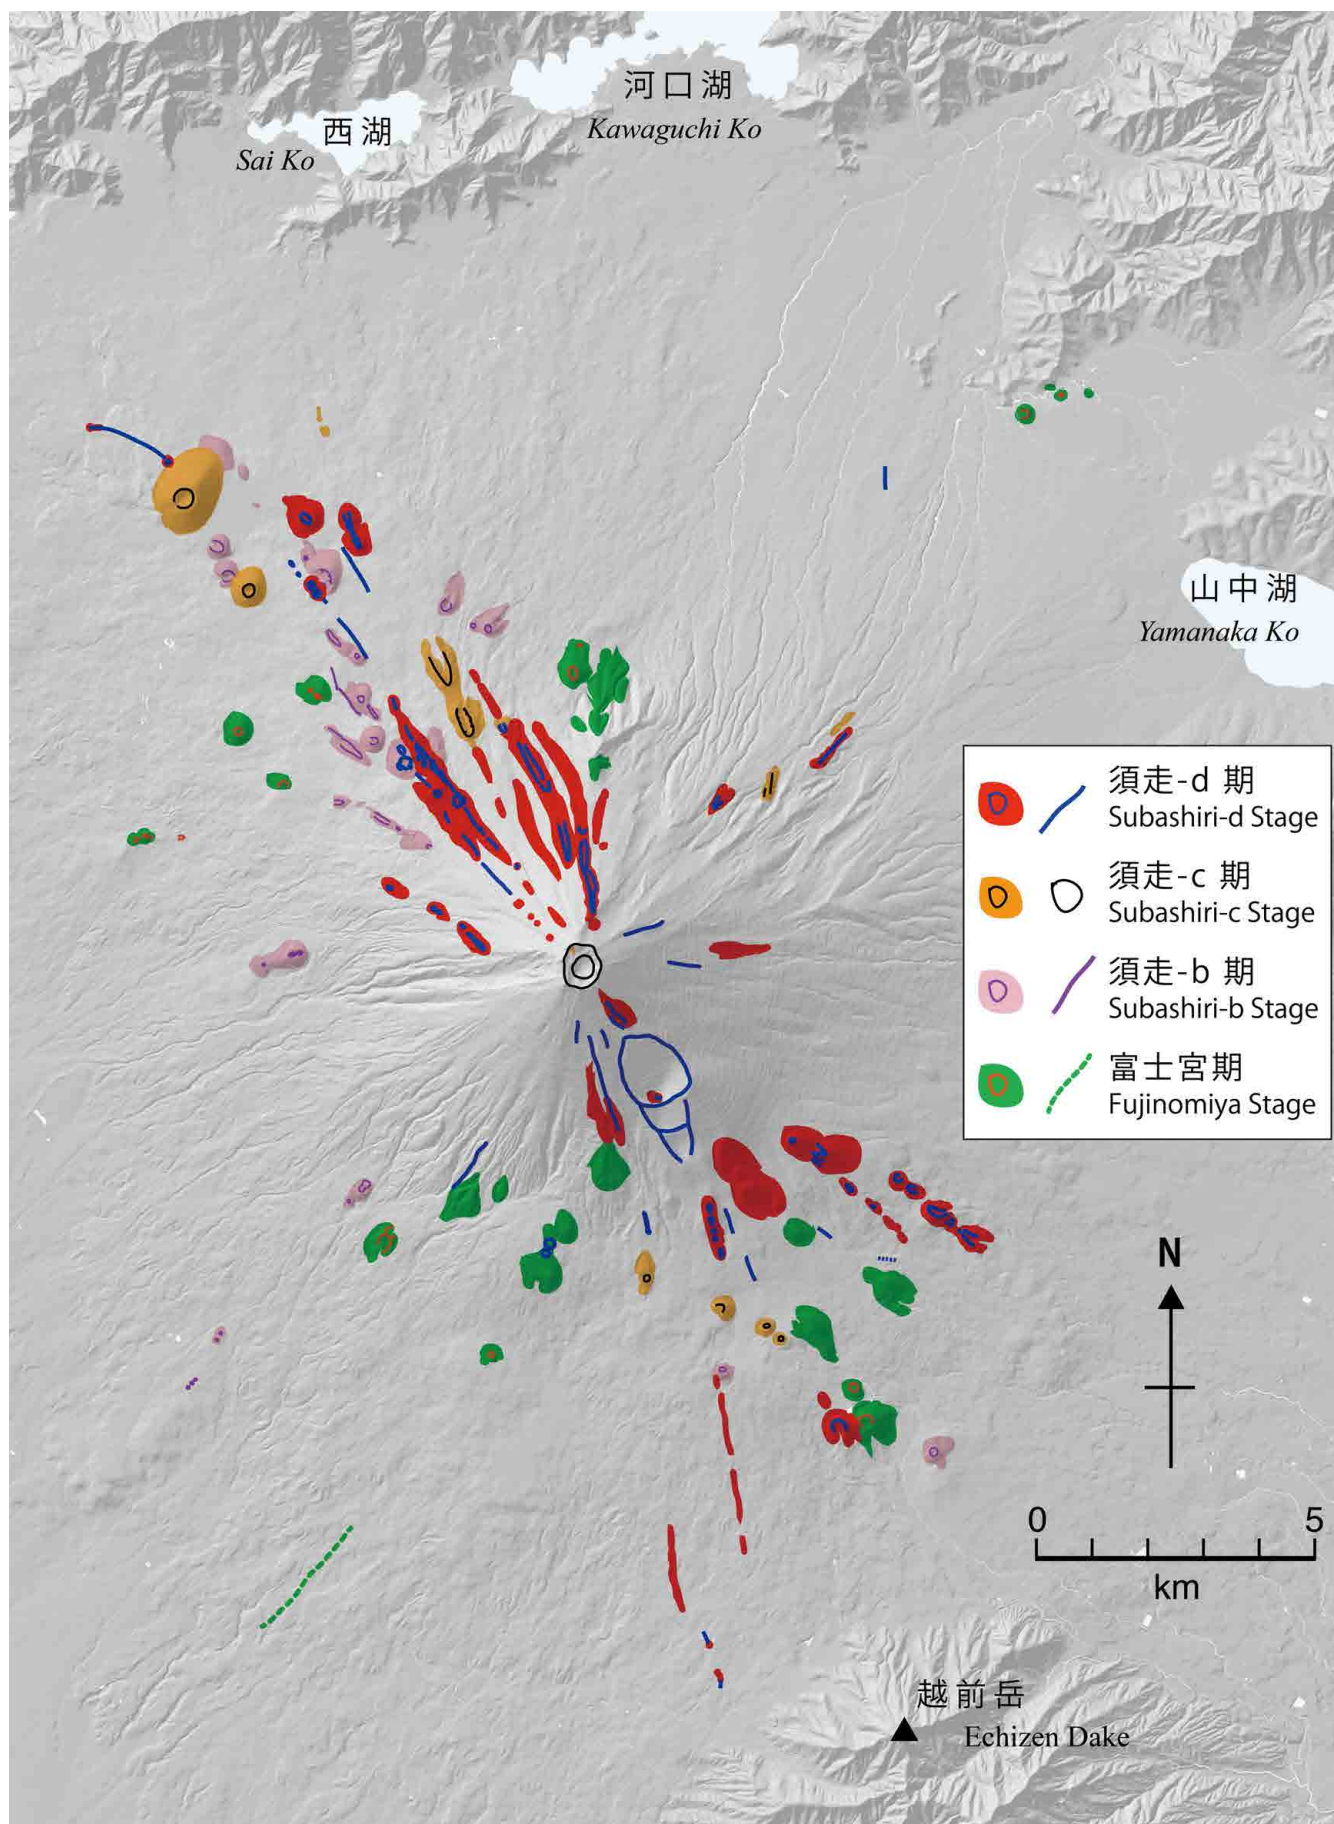 河口湖
Kawaguchi Ko
西湖
Sai Ko
山中湖
Yamanaka Ko
須走-d 期
Subashiri-d Stage
須走-c 期
Subashiri-c Stage
須走-b 期
Subashiri-b Stage
富士宮期
Fujinomiya Stage
N
0 5
km
越前岳
Echizen Dake